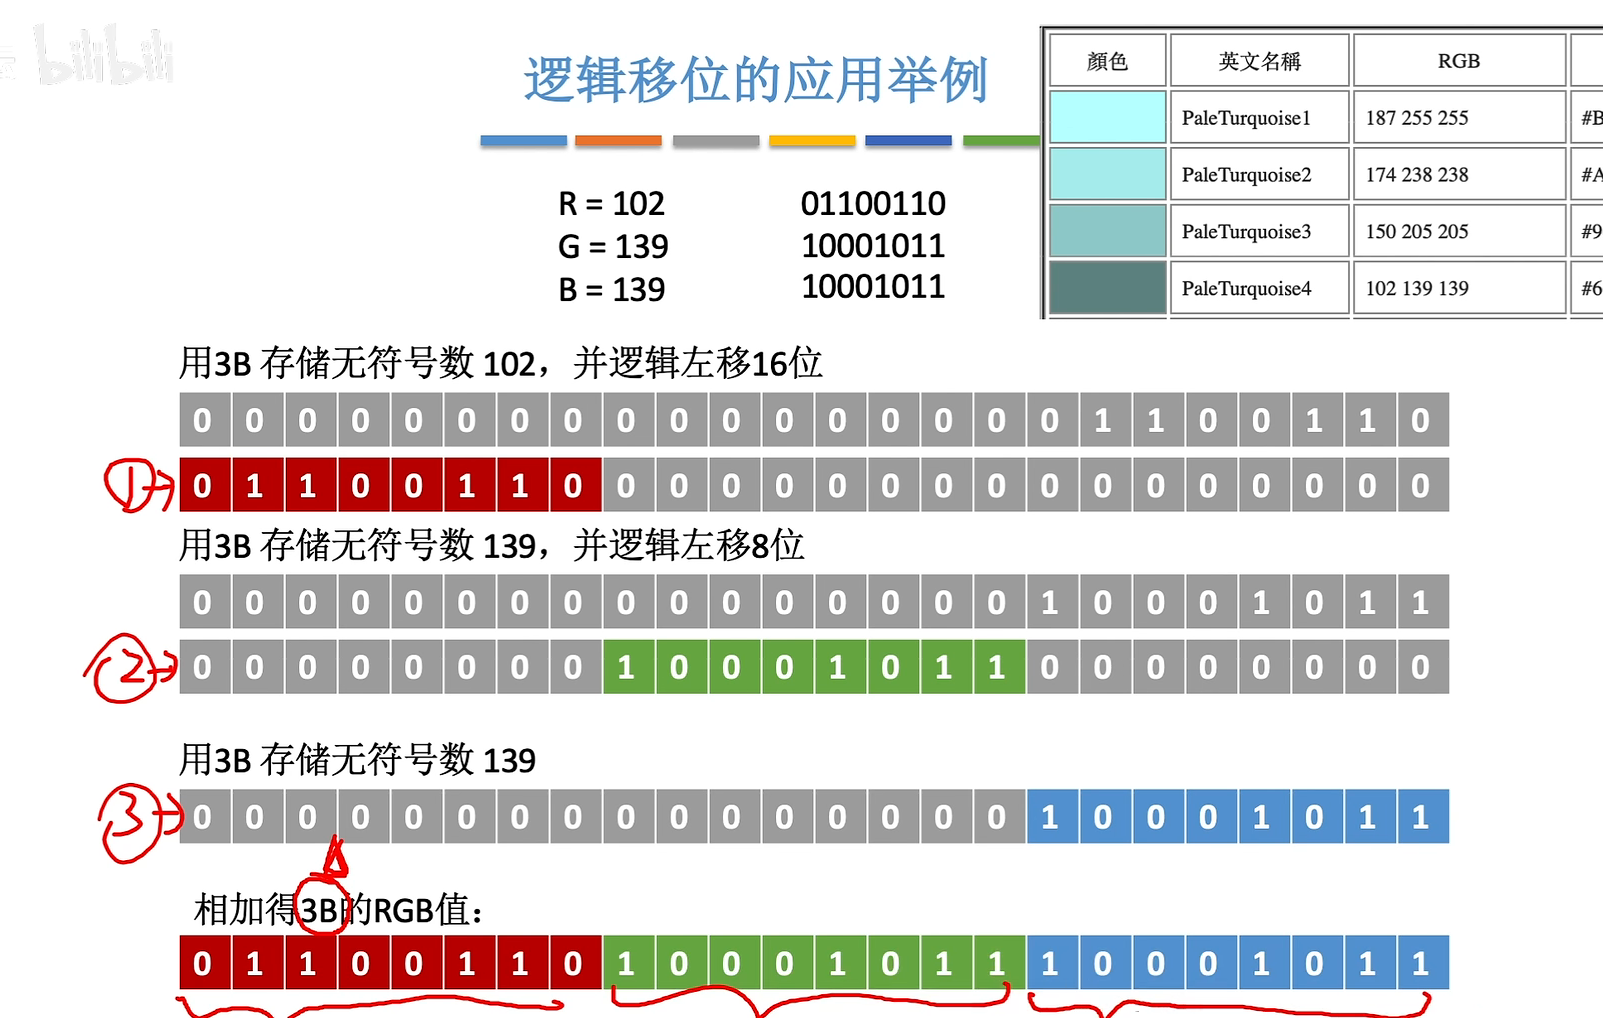 bilibili
逻辑移位的应用举例
顏色 英文名稱 RGB
PaleTurquoise1 187 255 255 #B
PaleTurquoise2 174 238 238 #A
PaleTurquoise3 150 205 205 #9
PaleTurquoise4 102 139 139 #6
R = 102 01100110
G = 139 10001011
B = 139 10001011
用3B 存储无符号数 102，并逻辑左移16位
0 0 0 0 0 0 0 0 0 0 0 0 0 0 0 0 0 1 1 0 0 1 1 0
① 0 1 1 0 0 1 1 0 0 0 0 0 0 0 0 0 0 0 0 0 0 0 0 0
用3B 存储无符号数 139，并逻辑左移8位
0 0 0 0 0 0 0 0 0 0 0 0 0 0 0 0 1 0 0 0 1 0 1 1
② 0 0 0 0 0 0 0 0 1 0 0 0 1 0 1 1 0 0 0 0 0 0 0 0
用3B 存储无符号数 139
③ 0 0 0 0 0 0 0 0 0 0 0 0 0 0 0 0 1 0 0 0 1 0 1 1
相加得3B的RGB值：
0 1 1 0 0 1 1 0 1 0 0 0 1 0 1 1 1 0 0 0 1 0 1 1